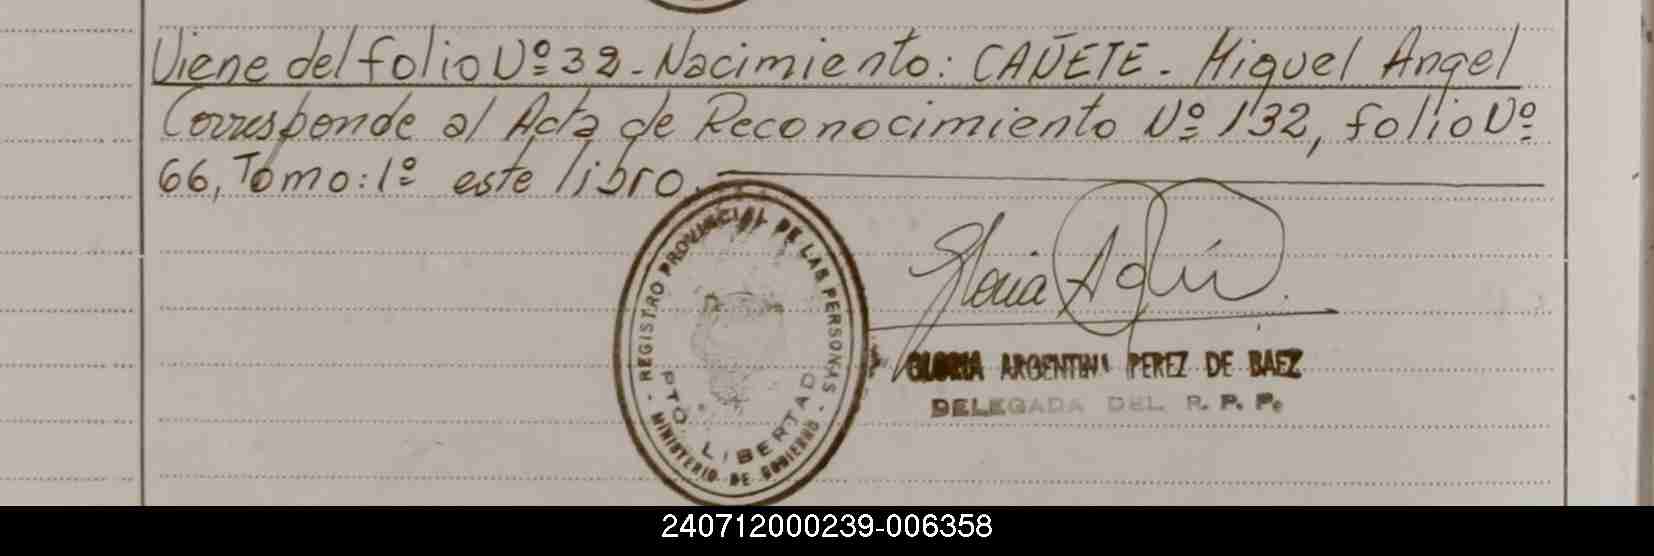 Viene del folio Nº 32 - Nacimiento: CAÑETE - Miguel Angel
Corresponde al Acta de Reconocimiento Nº 132, folio Nº
66, Tomo: 1º este libro.
REGISTRO PROVINCIAL DE LAS PERSONAS
PTO. LIBERTAD
- MINISTERIO DE GOBIERNO -
GLORIA ARGENTINA PEREZ DE BAEZ
DELEGADA DEL R. P. P.
240712000239-006358